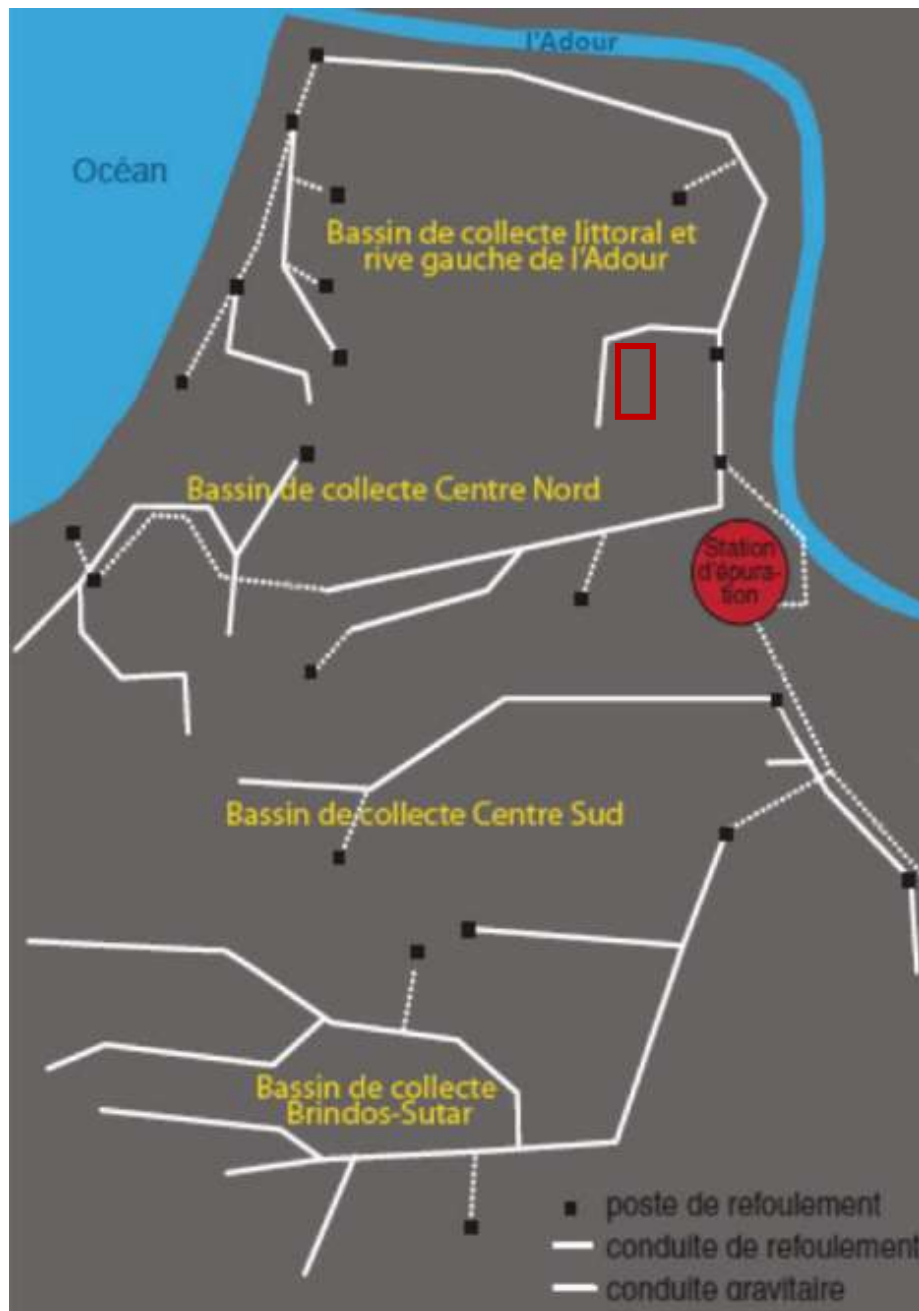 l'Adour
Océan
Bassin de collecte littoral et
rive gauche de l'Adour
Bassin de collecte Centre Nord
Station
d'épura-
tion
Bassin de collecte Centre Sud
Bassin de collecte
Brindos-Sutar
poste de refoulement
conduite de refoulement
conduite gravitaire